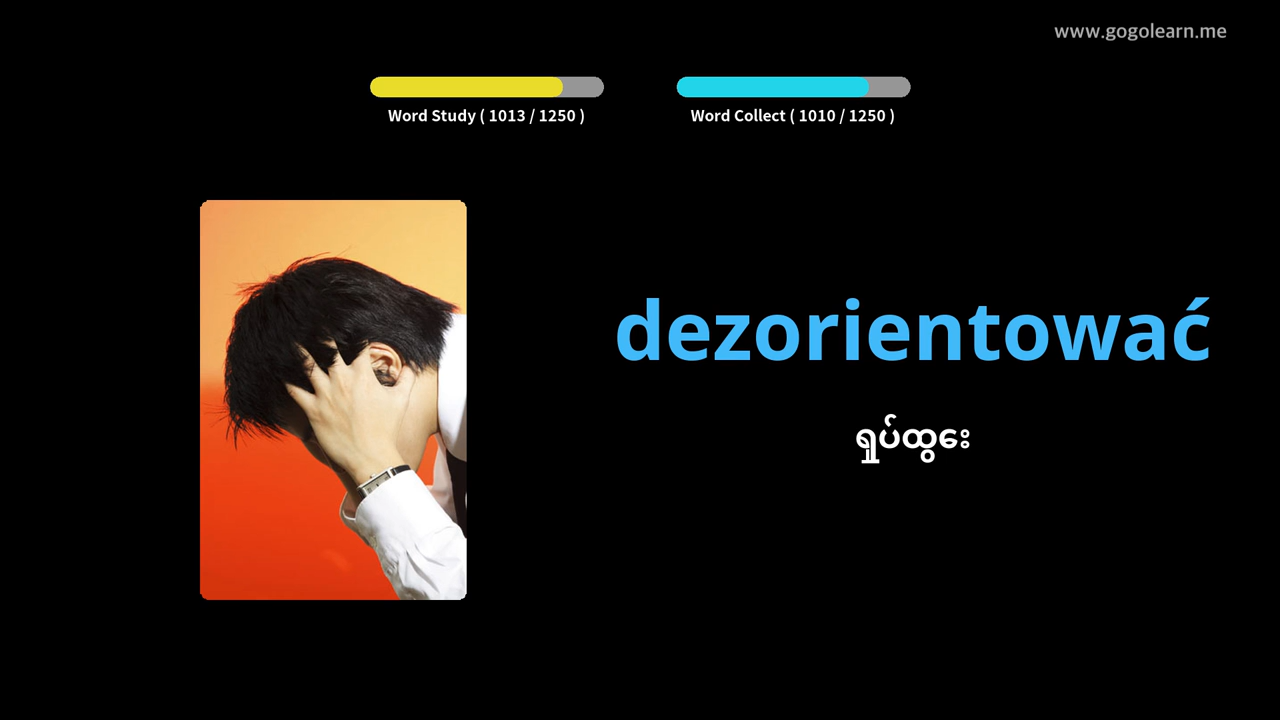 www.gogolearn.me
Word Study ( 1013 / 1250 )
Word Collect ( 1010 / 1250 )
dezorientować
ရှုပ်ထွေး